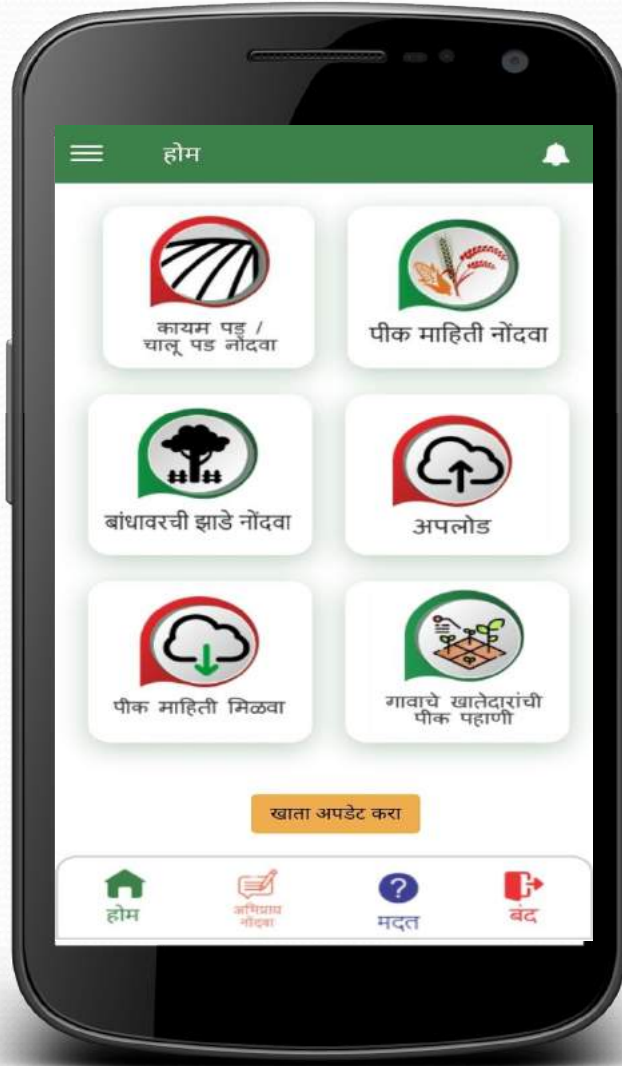 होम
कायम पड /
चालू पड नोंदवा
पीक माहिती नोंदवा
बांधावरची झाडे नोंदवा
अपलोड
पीक माहिती मिळवा
गावाचे खातेदारांची
पीक पहाणी
खाता अपडेट करा
होम
अभिप्राय
नोंदवा
मदत
बंद